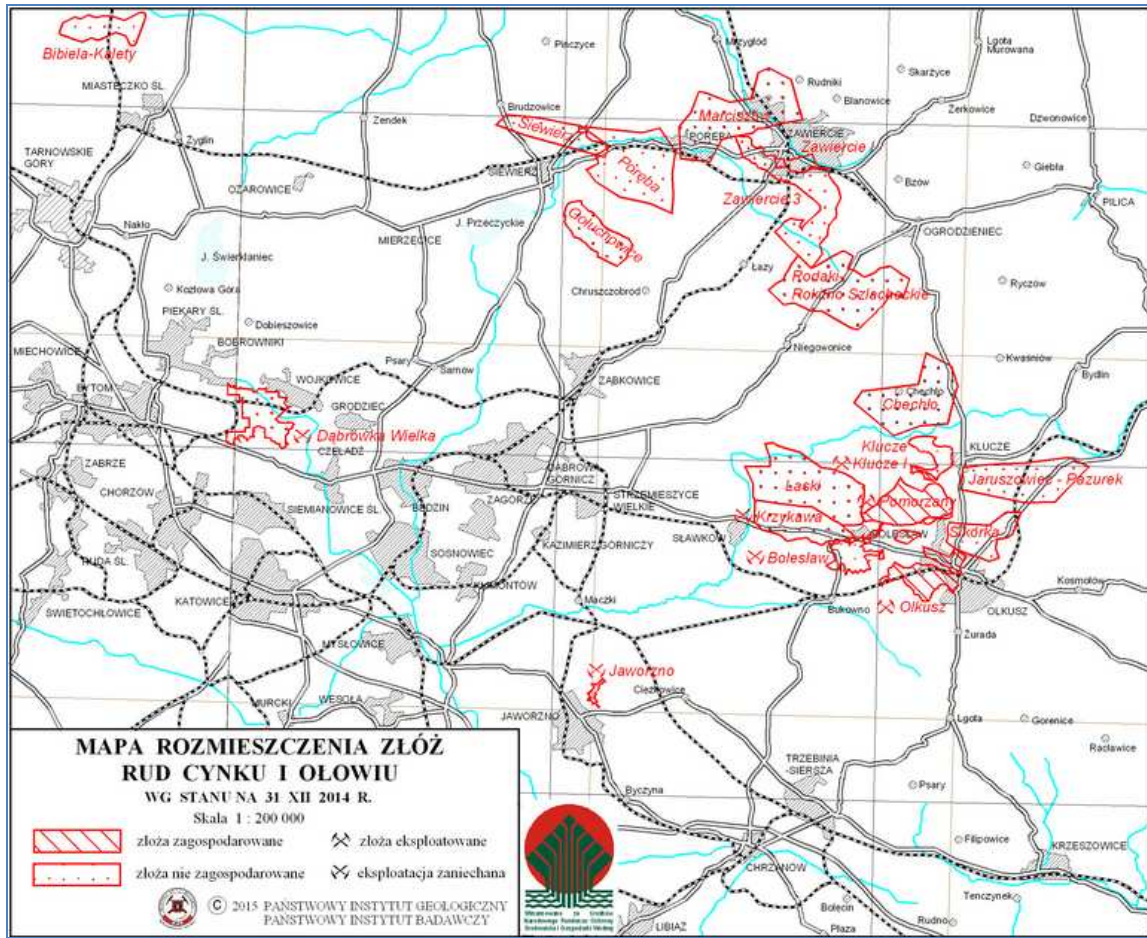 Bibiela-Kalety
MIASTECZKO ŚL.
Żyglin
TARNOWSKIE
GÓRY
Nakło
OŻAROWICE
Zendek
Pińczyce
Brudzowice
Siewierz
SIEWIERZ
Poręba
PORĘBA
Mrzygłód
Marciszów
Rudniki
Blanowice
Skarżyce
Lgota
Murowana
Żerkowice
Dzwonowice
ZAWIERCIE
Zawiercie I
Zawiercie 3
Bzów
Giebła
PILICA
OGRODZIENIEC
Gołuchowice
J. Przeczyckie
MIERZĘCICE
J. Świerklaniec
Kozłowa Góra
PIEKARY ŚL.
Dobieszowice
BOBROWNIKI
Chruszczobród
Łazy
Rodaki-
Rokitno Szlacheckie
Ryczów
Niegowonice
Kwaśniów
Bydlin
MIECHOWICE
BYTOM
WOJKOWICE
GRODZIEC
Psary
Sarnów
ZĄBKOWICE
Dąbrówka Wielka
CZELADŹ
Chechło
Chechło
Klucze
Klucze I
KLUCZE
ZABRZE
CHORZÓW
SIEMIANOWICE ŚL.
BĘDZIN
ZAGÓRZE
DĄBROWA
GÓRNICZ
STRZEMIESZYCE
WIELKIE
Laski
Pomorzany
Jaruszowiec - Pazurek
Krzykawa
SŁAWKÓW
BOLESŁAW
Sikorka
Bolesław
RUDA ŚL.
SOSNOWIEC
KAZIMIERZ GÓRNICZY
KLIMONTÓW
ŚWIĘTOCHŁOWICE
KATOWICE
Maczki
Bukowno
Olkusz
OLKUSZ
Kosmolów
Żurada
MYSŁOWICE
MURCKI
WESOŁA
Jaworzno
JAWORZNO
Ciężkowice
Lgota
Gorenice
Racławice
TRZEBINIA
-SIERSZA
Psary
Byczyna
Filipowice
KRZESZOWICE
CHRZANÓW
Tenczynek
Bolęcin
Rudno
Płaza
LIBIĄŻ
MAPA ROZMIESZCZENIA ZŁÓŻ
RUD CYNKU I OŁOWIU
WG STANU NA 31 XII 2014 R.
Skala 1 : 200 000
złoża zagospodarowane
złoża eksploatowane
złoża nie zagospodarowane
eksploatacja zaniechana
© 2015 PAŃSTWOWY INSTYTUT GEOLOGICZNY
PAŃSTWOWY INSTYTUT BADAWCZY